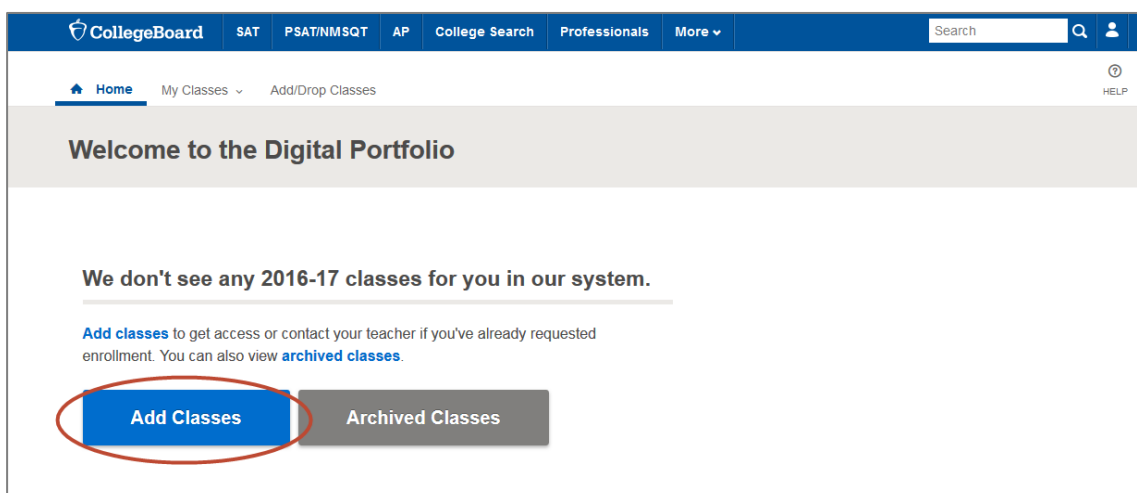 CollegeBoard SAT PSAT/NMSQT AP College Search Professionals More Search
Home My Classes Add/Drop Classes HELP
Welcome to the Digital Portfolio
We don't see any 2016-17 classes for you in our system.
Add classes to get access or contact your teacher if you've already requested
enrollment. You can also view archived classes.
Add Classes Archived Classes